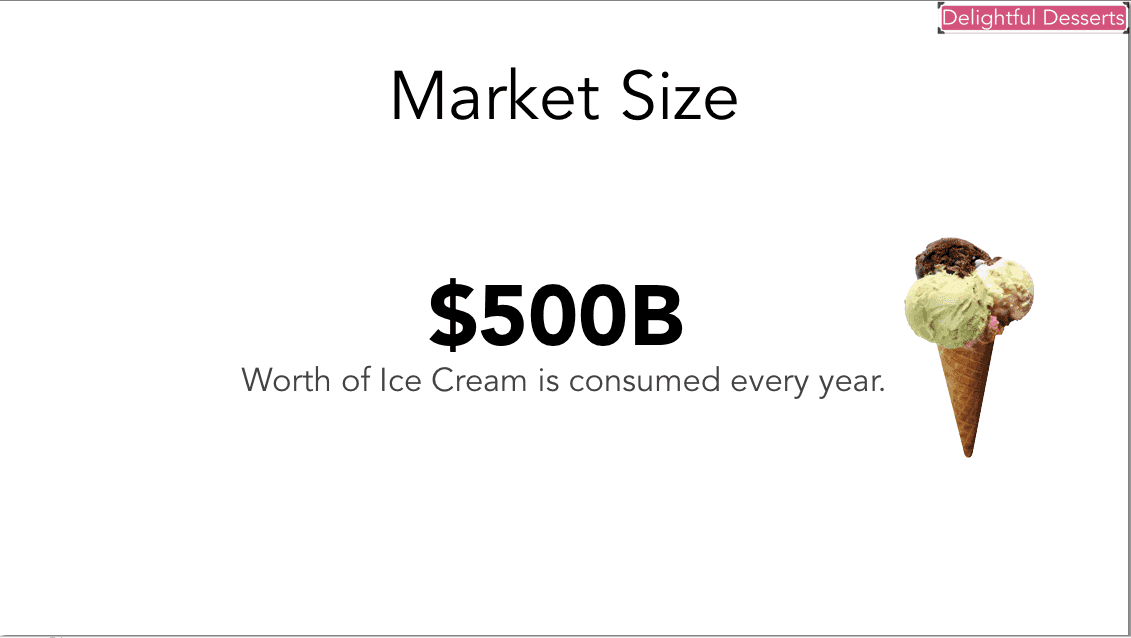 Delightful Desserts
Market Size
$500B
Worth of Ice Cream is consumed every year.